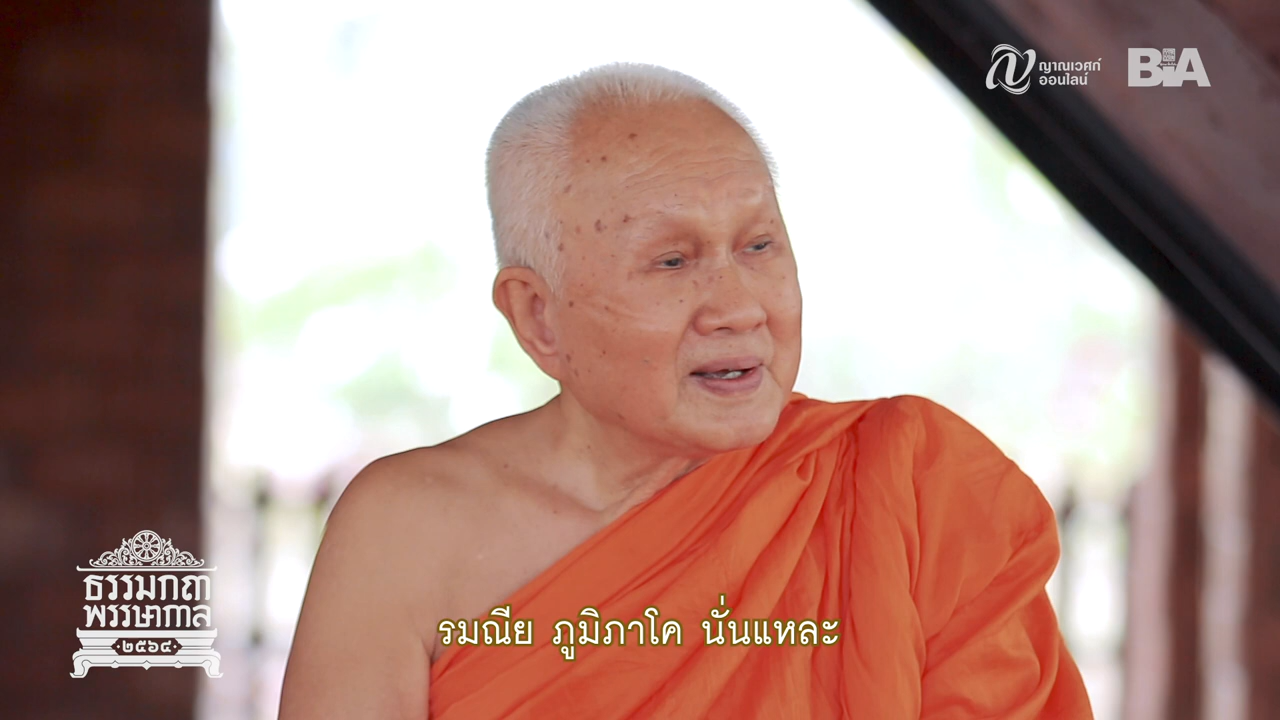 ญาณเวศก์
ออนไลน์
BIA
ธรรมกถา
พรรษากาล
๒๕๖๔
รมณีย ภูมิภาโค นั่นแหละ